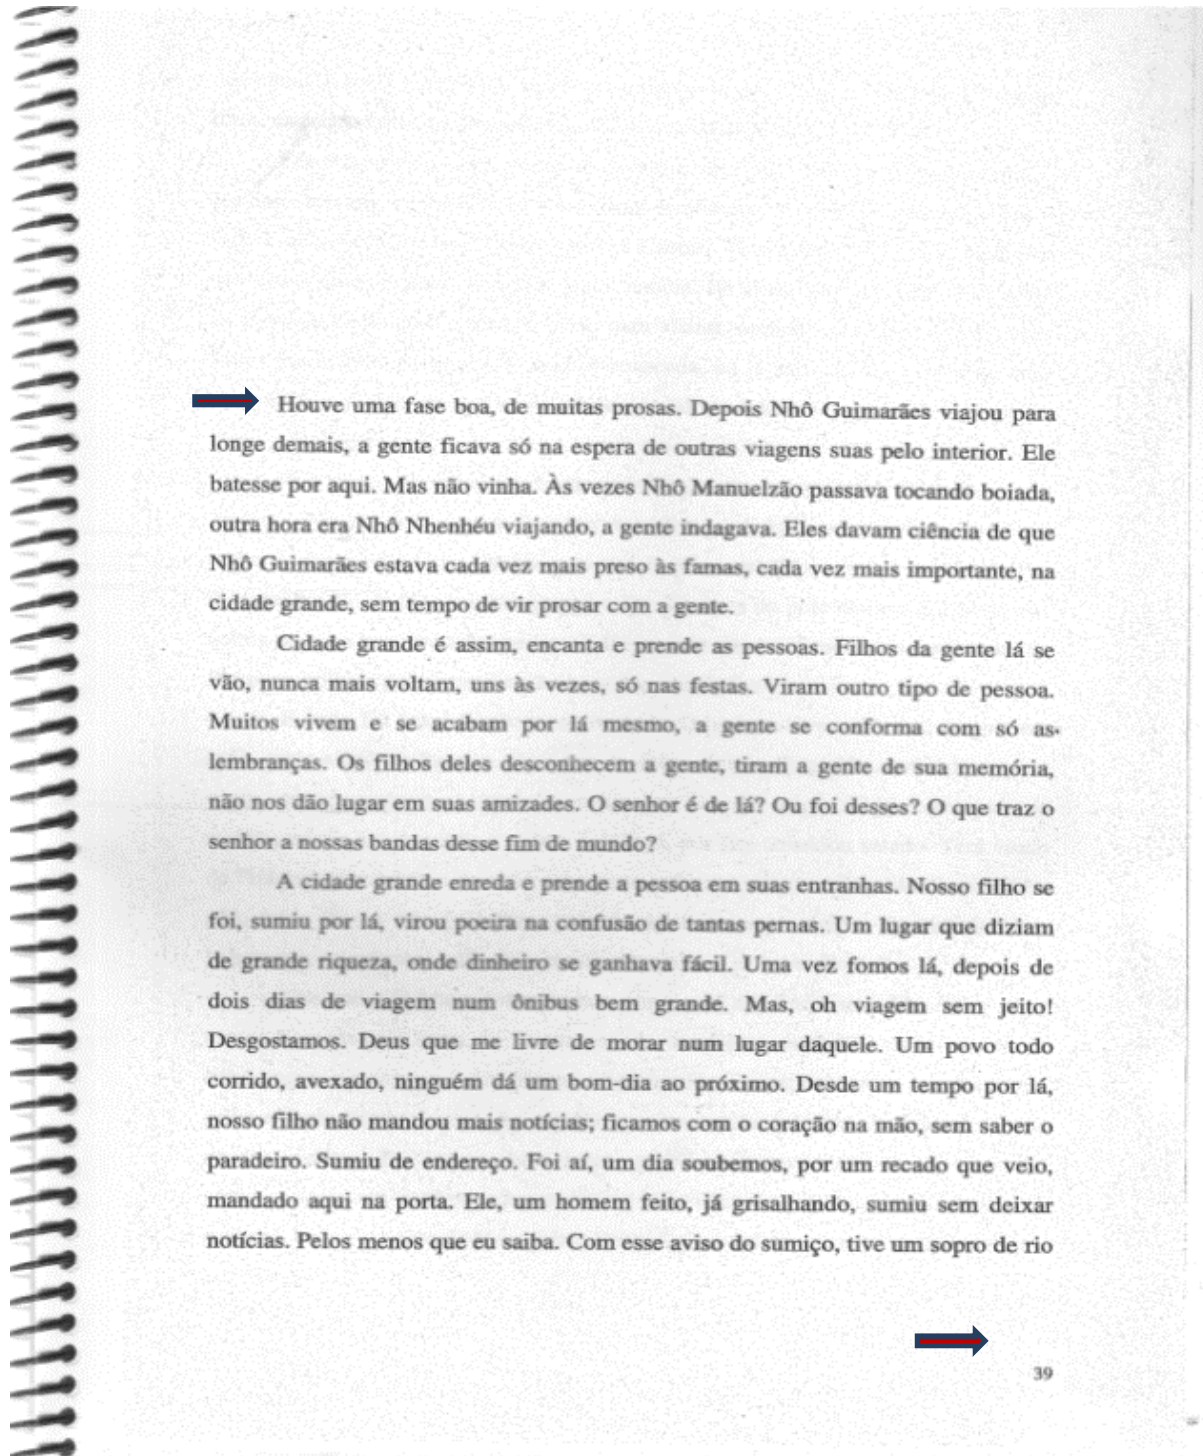 Houve uma fase boa, de muitas prosas. Depois Nhô Guimarães viajou para
longe demais, a gente ficava só na espera de outras viagens suas pelo interior. Ele
batesse por aqui. Mas não vinha. Às vezes Nhô Manuelzão passava tocando boiada,
outra hora era Nhô Nhenhéu viajando, a gente indagava. Eles davam ciência de que
Nhô Guimarães estava cada vez mais preso às famas, cada vez mais importante, na
cidade grande, sem tempo de vir prosar com a gente.
Cidade grande é assim, encanta e prende as pessoas. Filhos da gente lá se
vão, nunca mais voltam, uns às vezes, só nas festas. Viram outro tipo de pessoa.
Muitos vivem e se acabam por lá mesmo, a gente se conforma com só as
lembranças. Os filhos deles desconhecem a gente, tiram a gente de sua memória,
não nos dão lugar em suas amizades. O senhor é de lá? Ou foi desses? O que traz o
senhor a nossas bandas desse fim de mundo?
A cidade grande enreda e prende a pessoa em suas entranhas. Nosso filho se
foi, sumiu por lá, virou poeira na confusão de tantas pernas. Um lugar que diziam
de grande riqueza, onde dinheiro se ganhava fácil. Uma vez fomos lá, depois de
dois dias de viagem num ônibus bem grande. Mas, oh viagem sem jeito!
Desgostamos. Deus que me livre de morar num lugar daquele. Um povo todo
corrido, avexado, ninguém dá um bom-dia ao próximo. Desde um tempo por lá,
nosso filho não mandou mais notícias; ficamos com o coração na mão, sem saber o
paradeiro. Sumiu de endereço. Foi aí, um dia soubemos, por um recado que veio,
mandado aqui na porta. Ele, um homem feito, já grisalhando, sumiu sem deixar
notícias. Pelos menos que eu saiba. Com esse aviso do sumiço, tive um sopro de rio
39